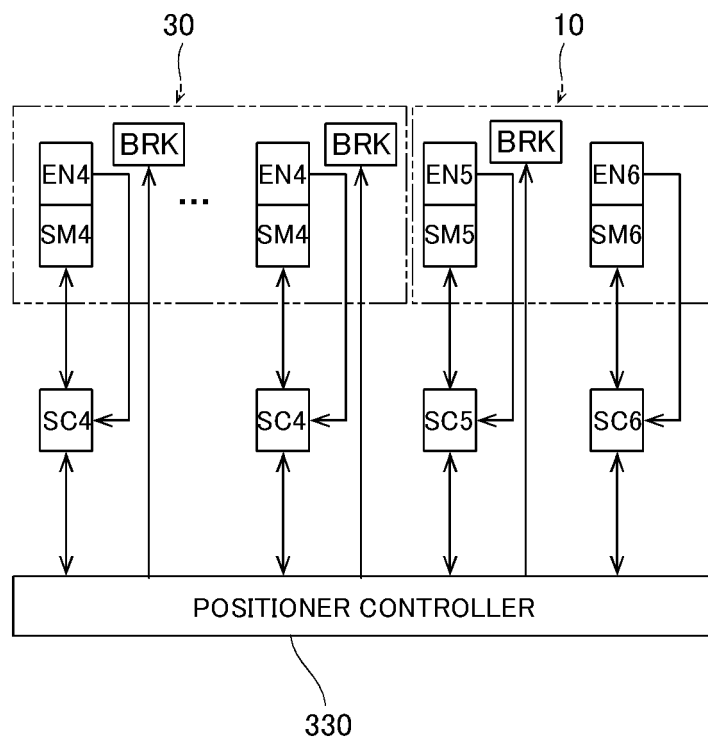 30 10
BRK BRK BRK
EN4 EN4 EN5 EN6
...
SM4 SM4 SM5 SM6
SC4 SC4 SC5 SC6
POSITIONER CONTROLLER
330